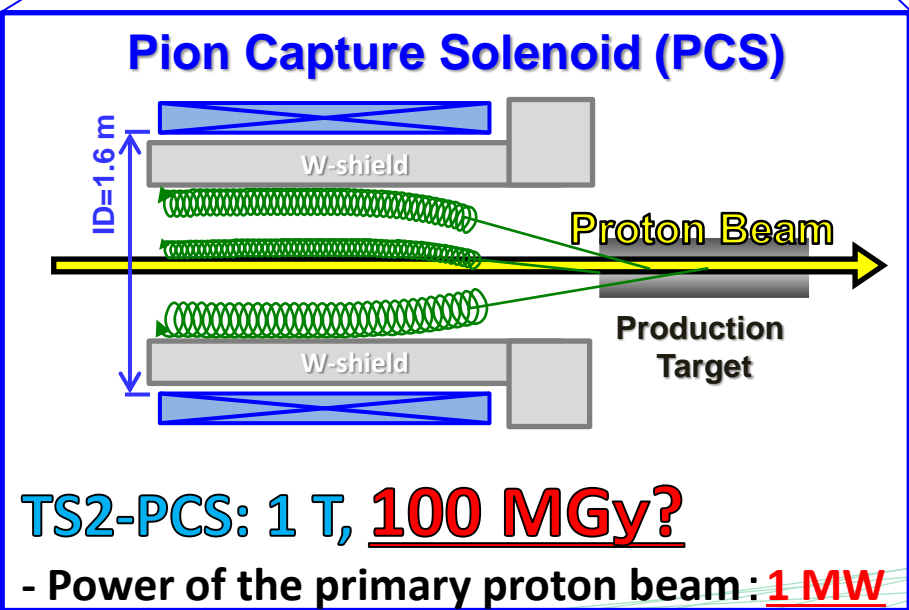 Pion Capture Solenoid (PCS)
ID=1.6 m
W-shield
Proton Beam
Production
Target
W-shield
TS2-PCS: 1 T, 100 MGy?
- Power of the primary proton beam : 1 MW